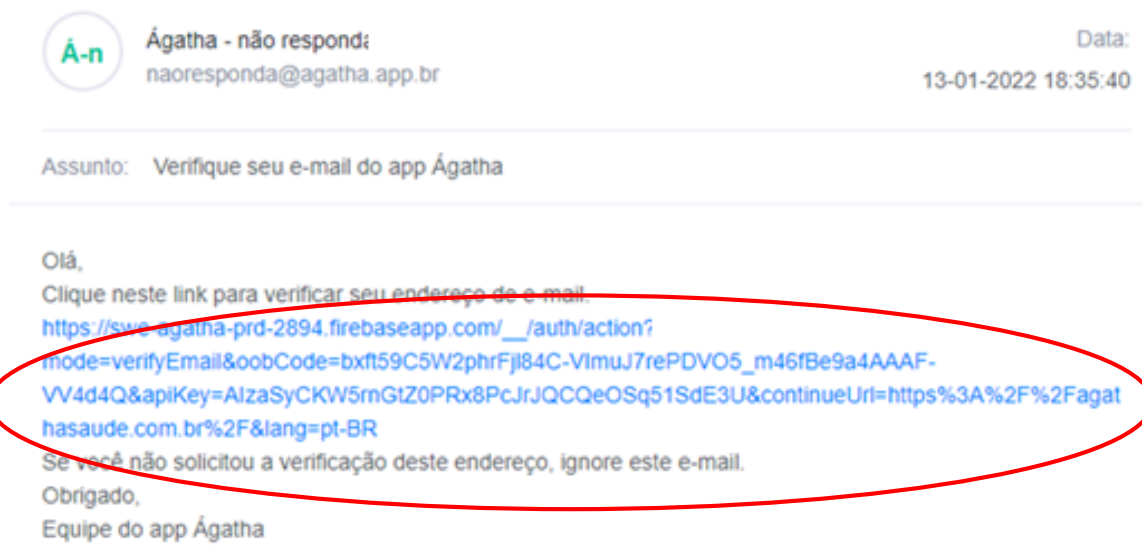 Á-n
Ágatha - não responda
naoresponda@agatha.app.br
Data:
13-01-2022 18:35:40
Assunto: Verifique seu e-mail do app Ágatha
Olá,
Clique neste link para verificar seu endereço de e-mail.
https://swe-agatha-prd-2894.firebaseapp.com/__/auth/action?
mode=verifyEmail&oobCode=bxft59C5W2phrFjl84C-VlmuJ7rePDVO5_m46fBe9a4AAAF-
VV4d4Q&apiKey=AIzaSyCKW5rnGtZ0PRx8PcJrJQCQeOSq51SdE3U&continueUrl=https%3A%2F%2Fagat
hasaude.com.br%2F&lang=pt-BR
Se você não solicitou a verificação deste endereço, ignore este e-mail.
Obrigado,
Equipe do app Ágatha